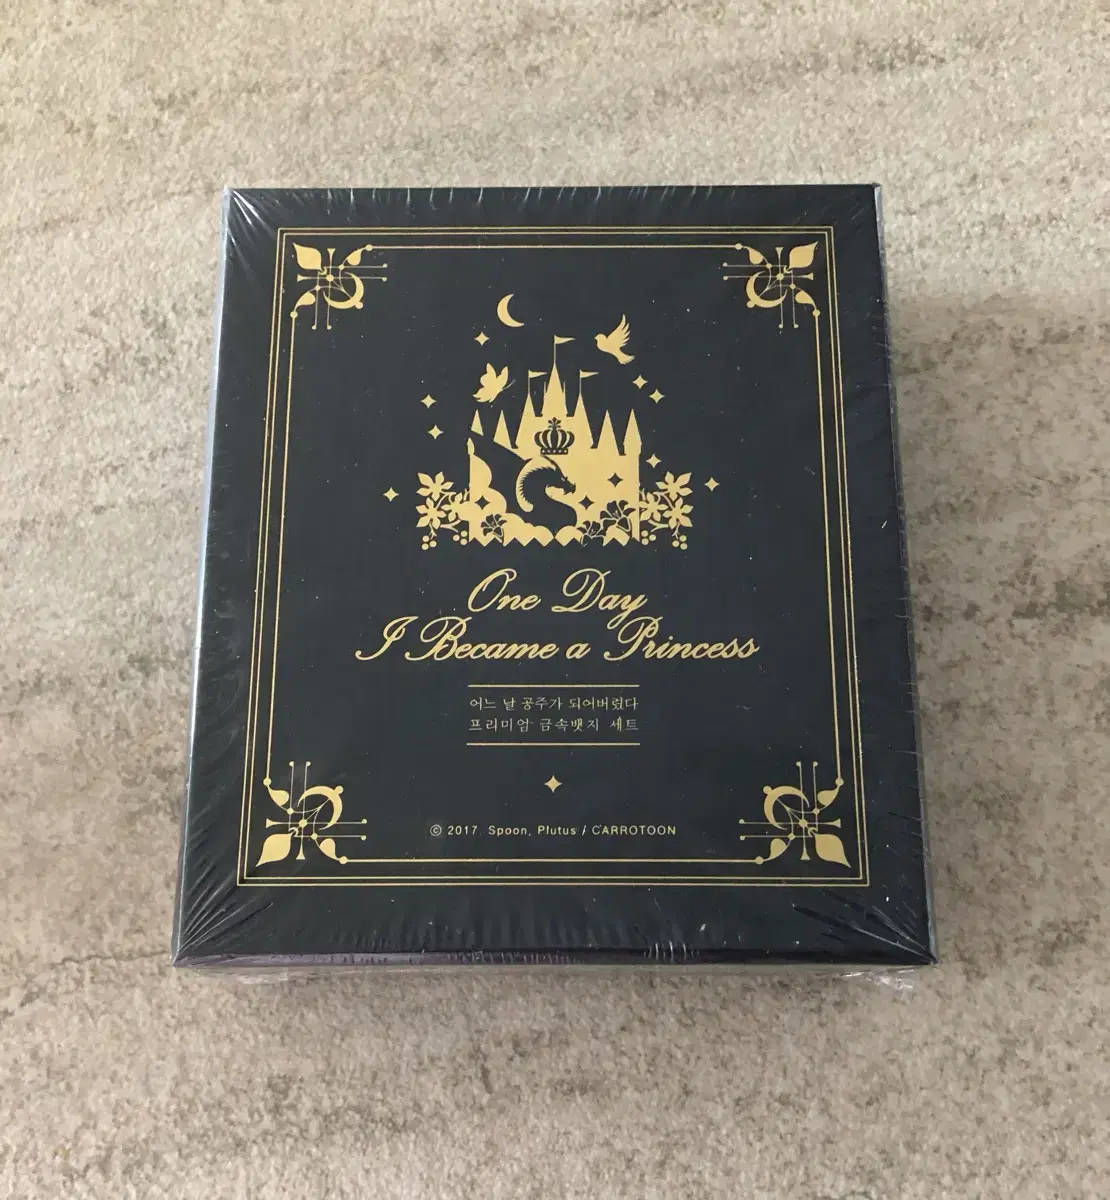 One Day
I Became a Princess
어느 날 공주가 되어버렸다
프리미엄 금속뱃지 세트
© 2017. Spoon, Plutus / CARROTOON